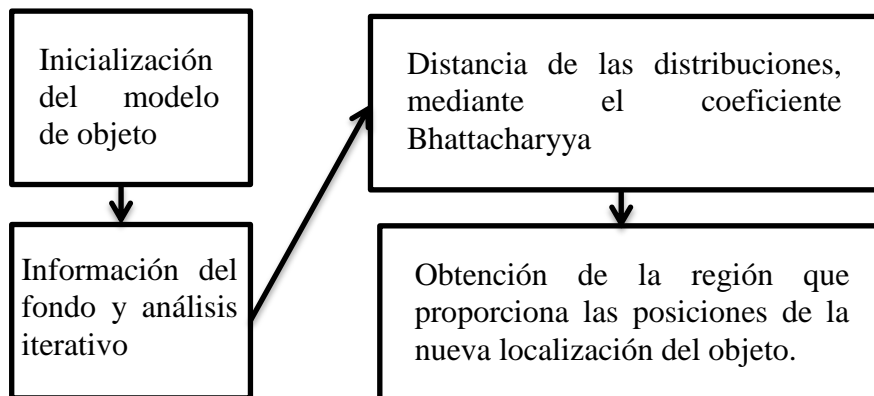 Inicialización
del modelo
de objeto
Información del
fondo y análisis
iterativo
Distancia de las distribuciones,
mediante el coeficiente
Bhattacharyya
Obtención de la región que
proporciona las posiciones de la
nueva localización del objeto.